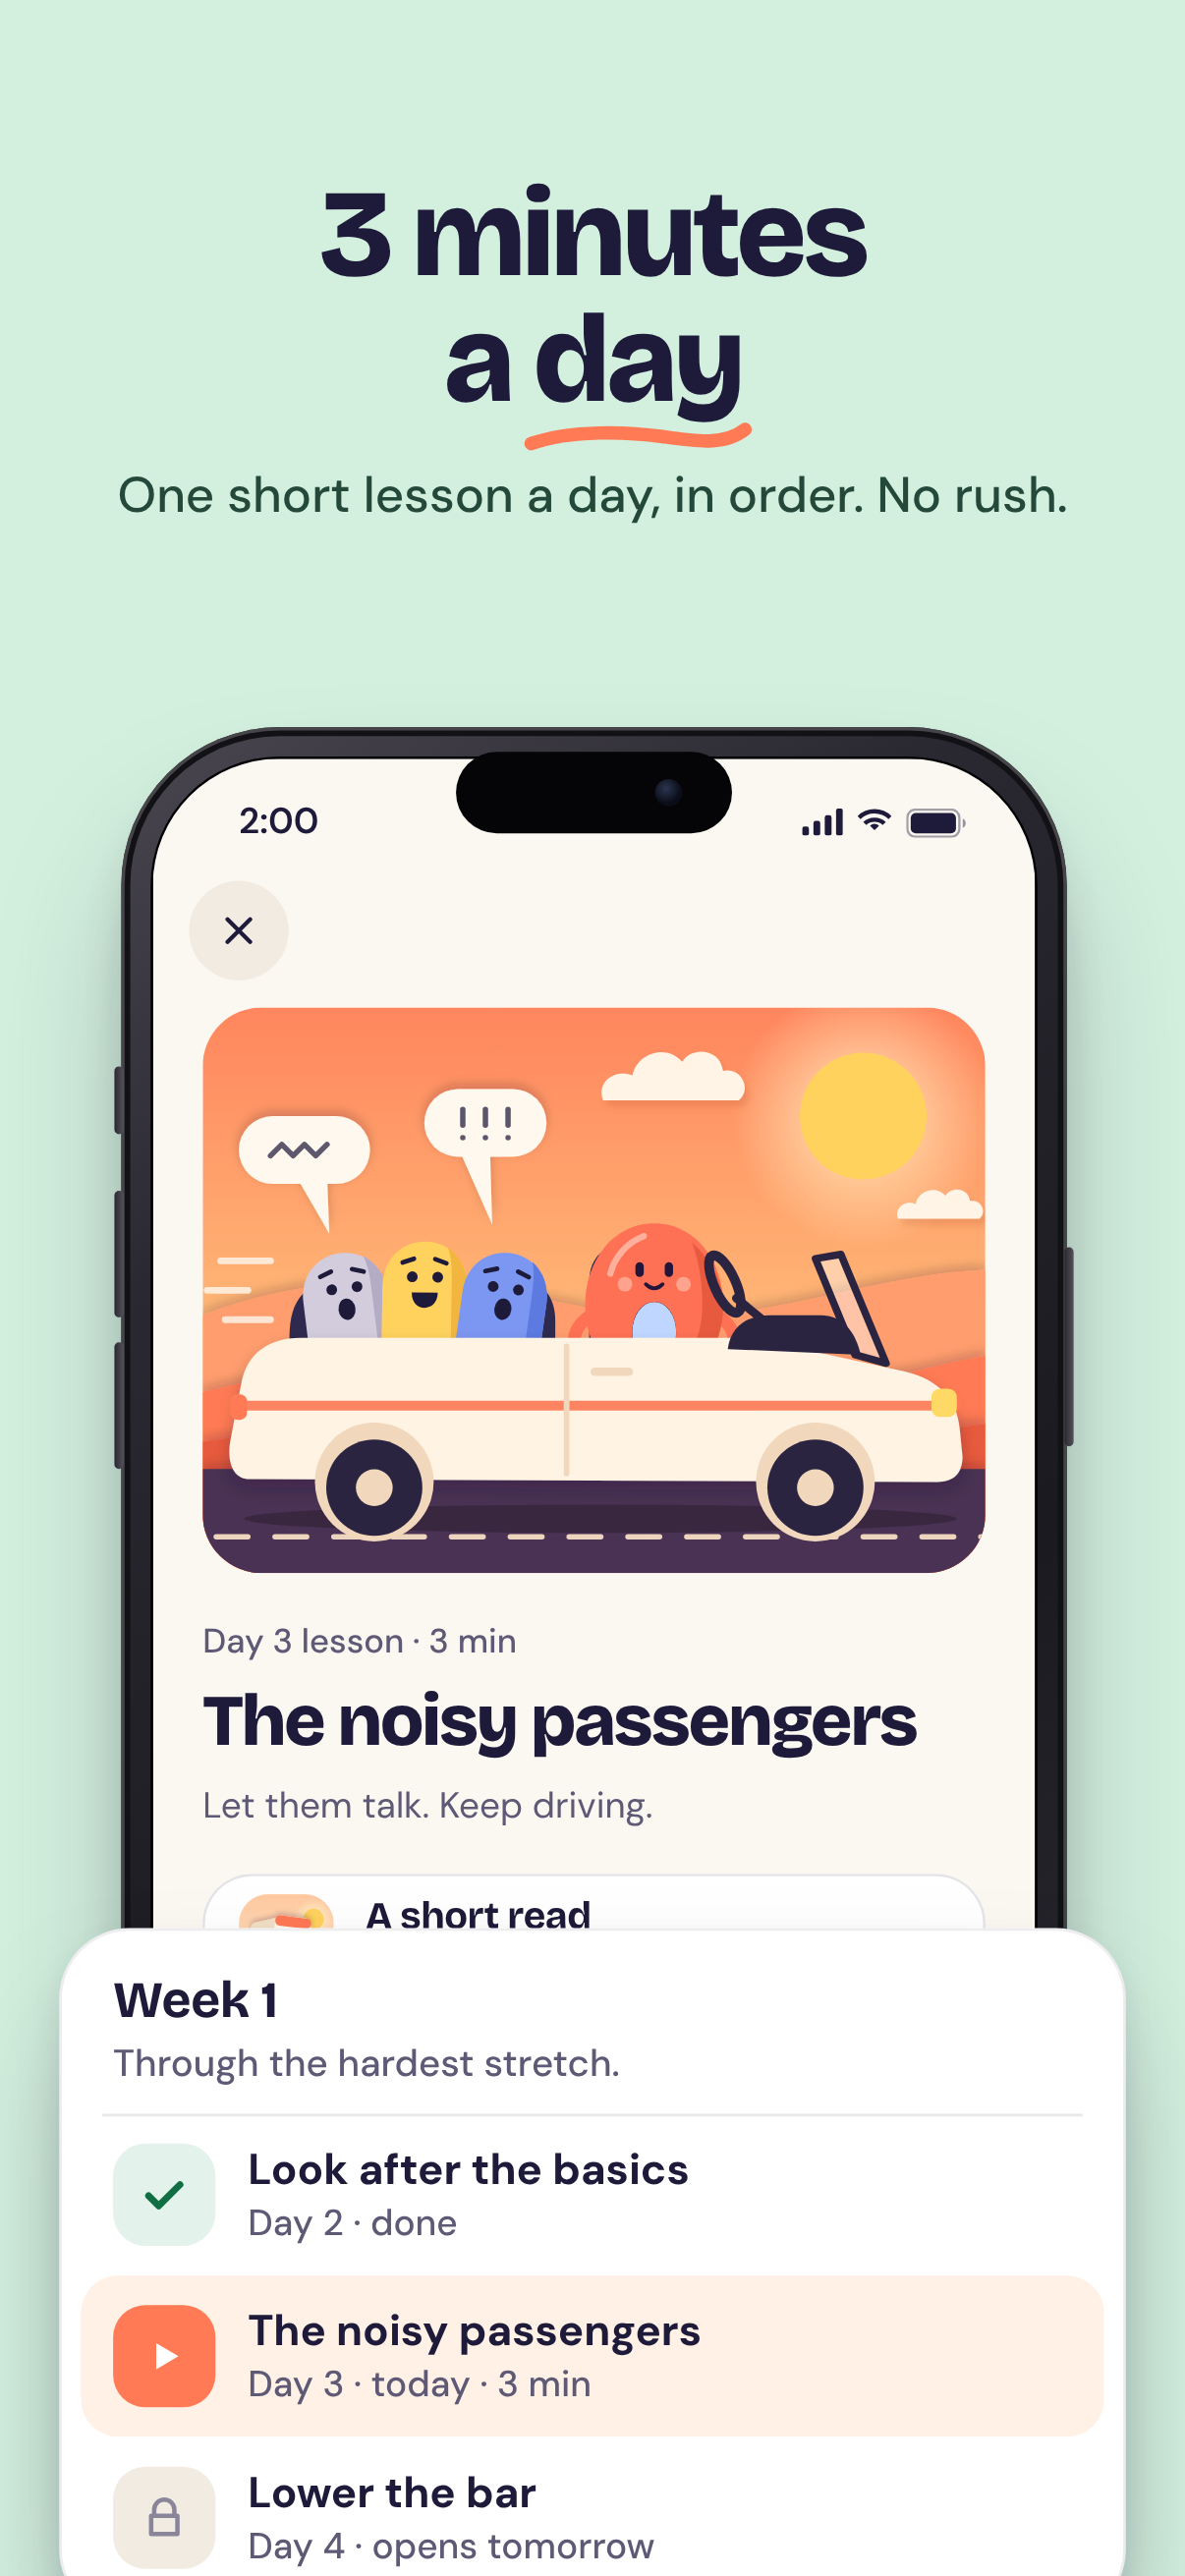 3 minutes
a day
One short lesson a day, in order. No rush.
2:00
! ! !
Day 3 lesson · 3 min
The noisy passengers
Let them talk. Keep driving.
A short read
Week 1
Through the hardest stretch.
Look after the basics
Day 2 · done
The noisy passengers
Day 3 · today · 3 min
Lower the bar
Day 4 · opens tomorrow